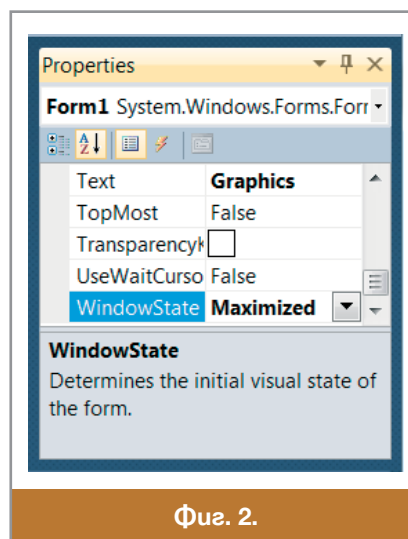 Properties
Form1 System.Windows.Forms.Forr
Text Graphics
TopMost False
TransparencyK
UseWaitCurso False
WindowState Maximized
WindowState
Determines the initial visual state of
the form.
Фиг. 2.